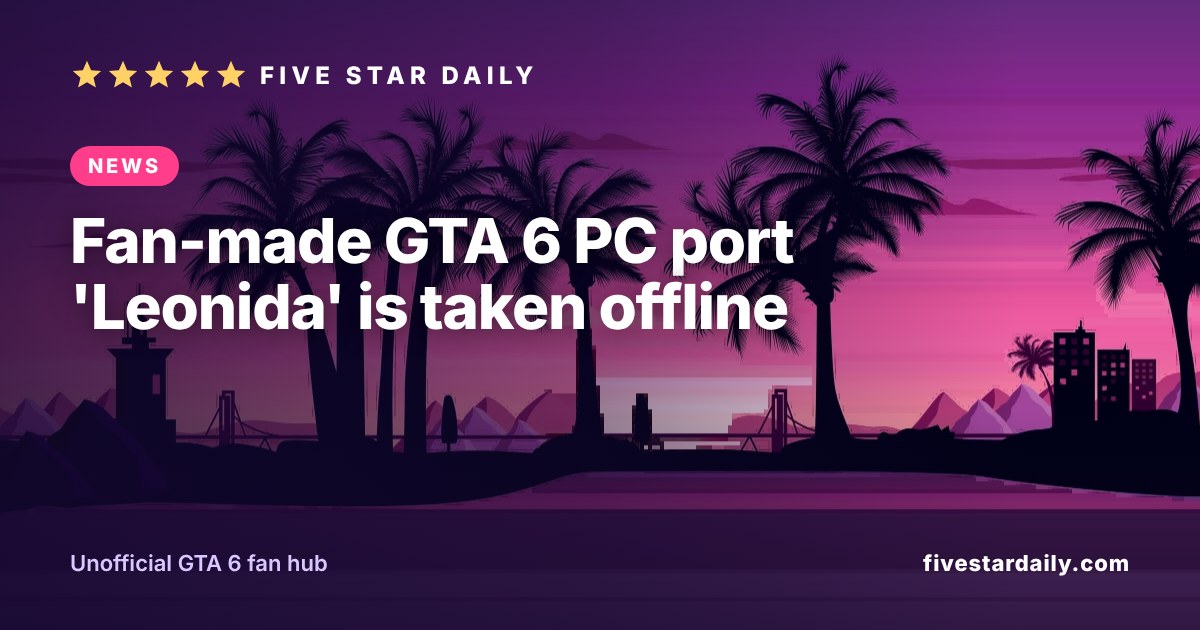 FIVE STAR DAILY
NEWS
Fan-made GTA 6 PC port
'Leonida' is taken offline
Unofficial GTA 6 fan hub
fivestardaily.com